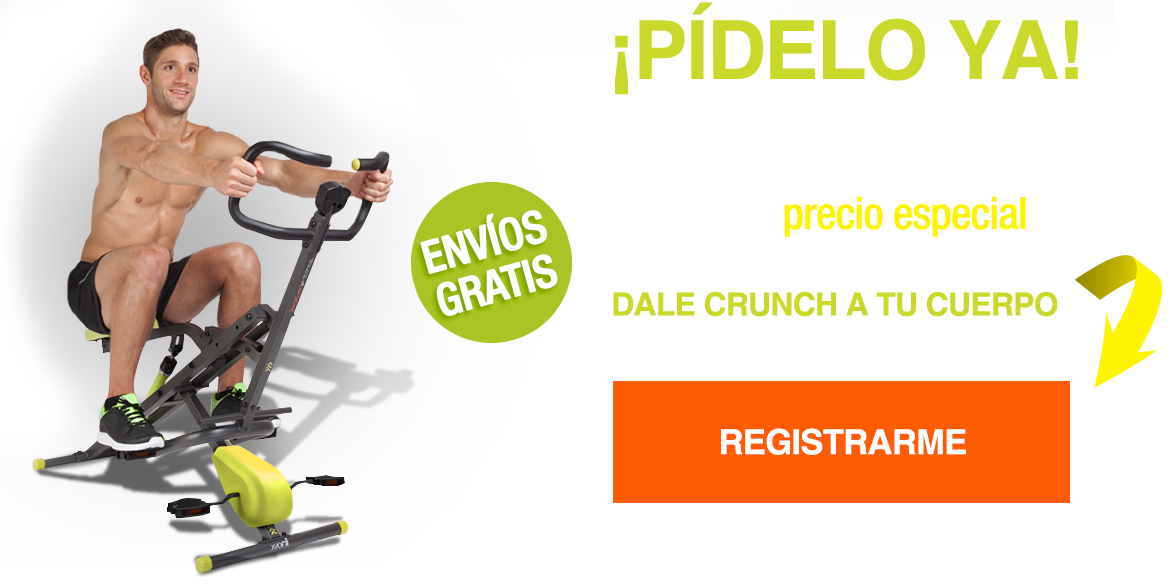 ¡PÍDELO YA!
precio especial
ENVÍOS
GRATIS
DALE CRUNCH A TU CUERPO
REGISTRARME